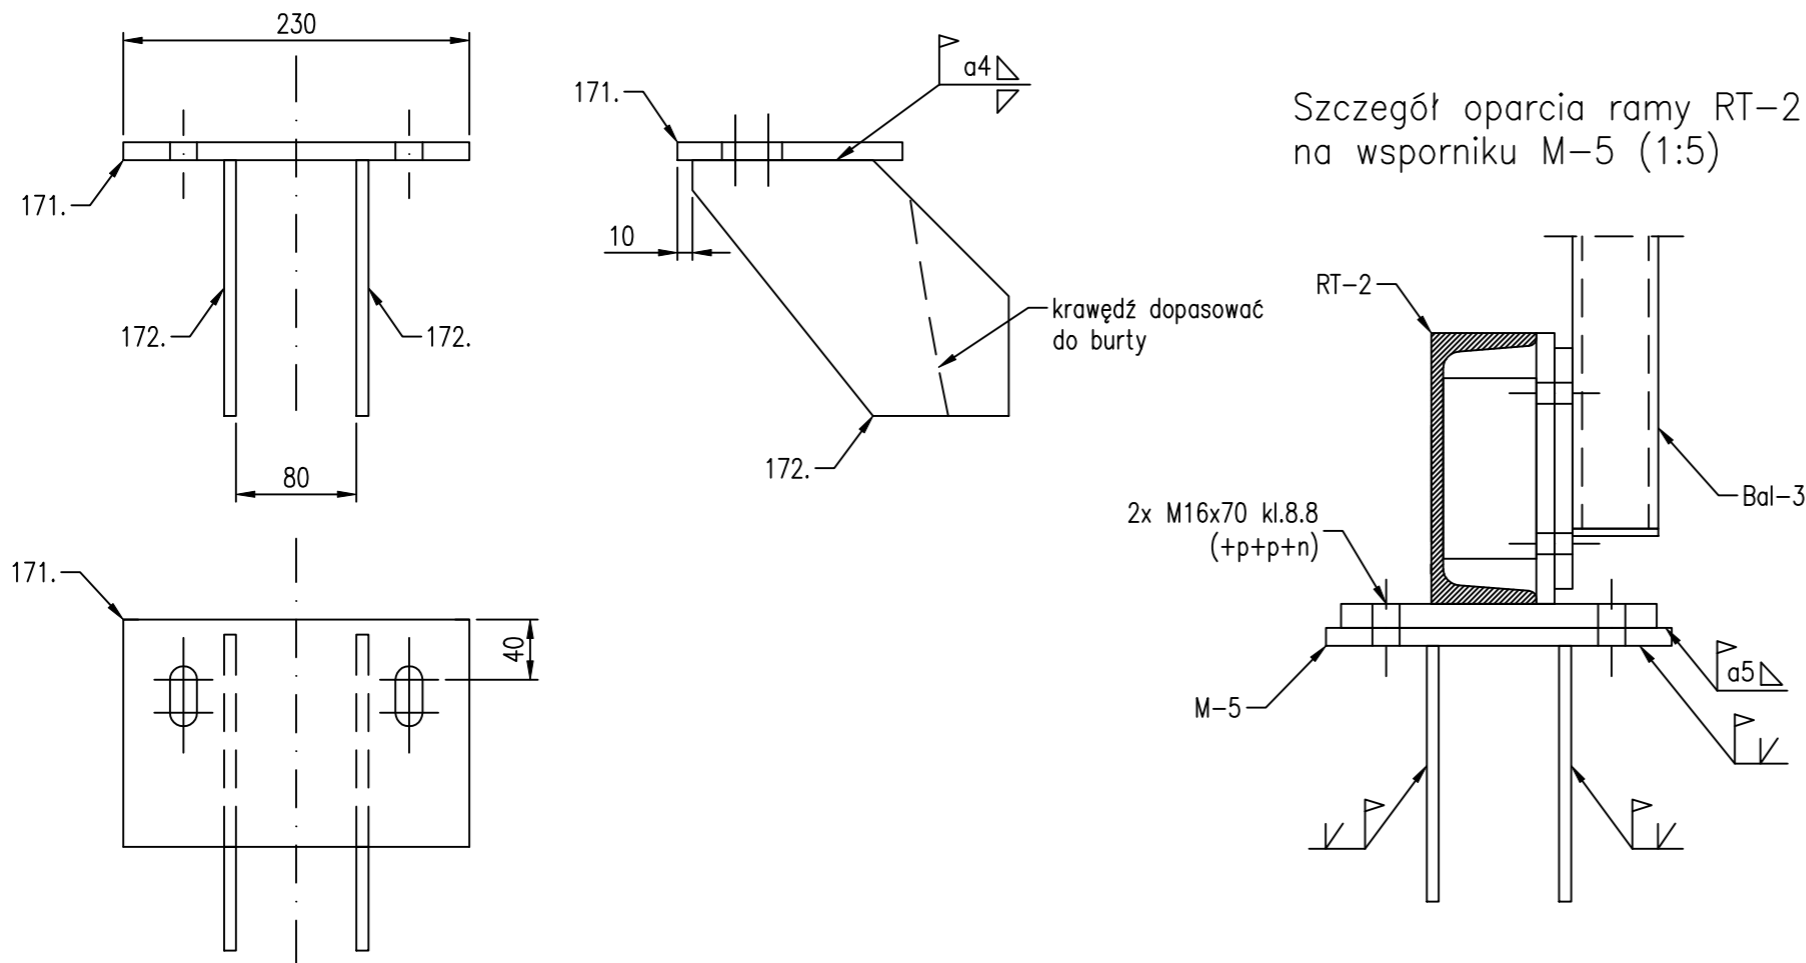 230
171.
172.
172.
80
171.
40
171.
a4
10
krawędź dopasować
do burty
172.
Szczegół oparcia ramy RT-2
na wsporniku M-5 (1:5)
RT-2
Bal-3
2x M16x70 kl.8.8
(+p+p+n)
M-5
a5